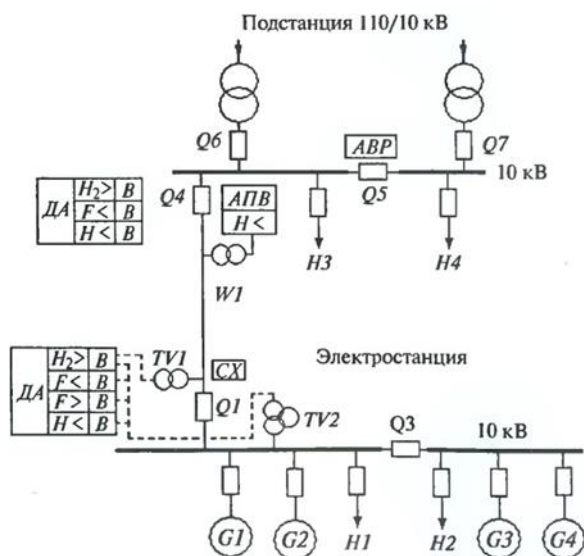 Подстанция 110/10 кВ
Q6
АВР
Q7
10 кВ
ДА
H₂> В
F< В
H< В
Q4
АПВ
H<
Q5
H3
H4
W1
Электростанция
ДА
H₂> В
F< В
F> В
H< В
TV1
СХ
Q1
TV2
Q3
10 кВ
G1
G2
H1
H2
G3
G4